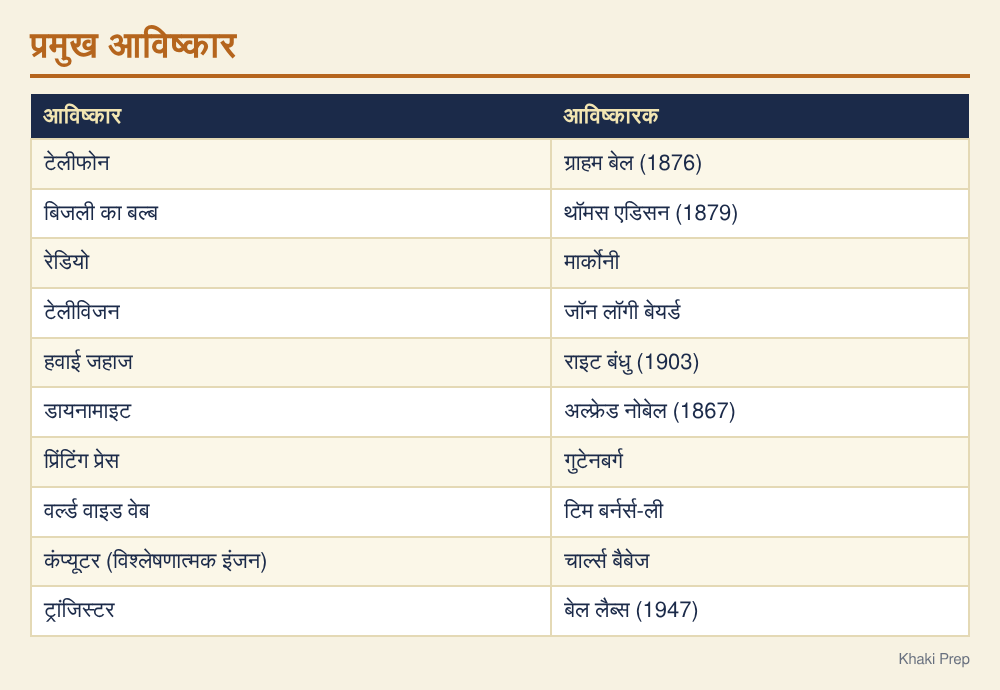 प्रमुख आविष्कार
आविष्कार आविष्कारक
टेलीफोन ग्राहम बेल (1876)
बिजली का बल्ब थॉमस एडिसन (1879)
रेडियो मार्कोनी
टेलीविजन जॉन लॉगी बेयर्ड
हवाई जहाज राइट बंधु (1903)
डायनामाइट अल्फ्रेड नोबेल (1867)
प्रिंटिंग प्रेस गुटेनबर्ग
वर्ल्ड वाइड वेब टिम बर्नर्स-ली
कंप्यूटर (विश्लेषणात्मक इंजन) चार्ल्स बैबेज
ट्रांजिस्टर बेल लैब्स (1947)
Khaki Prep